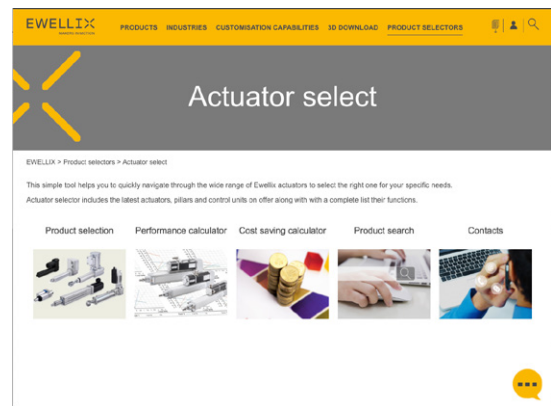 EWELLIX
PRODUCTS INDUSTRIES CUSTOMISATION CAPABILITIES 3D DOWNLOAD PRODUCT SELECTORS
Actuator select
EWELLIX > Product selectors > Actuator select
This simple tool helps you to quickly navigate through the wide range of Ewellix actuators to select the right one for your specific needs.
Actuator selector includes the latest actuators, pillars and control units on offer along with with a complete list their functions.
Product selection Performance calculator Cost saving calculator Product search Contacts